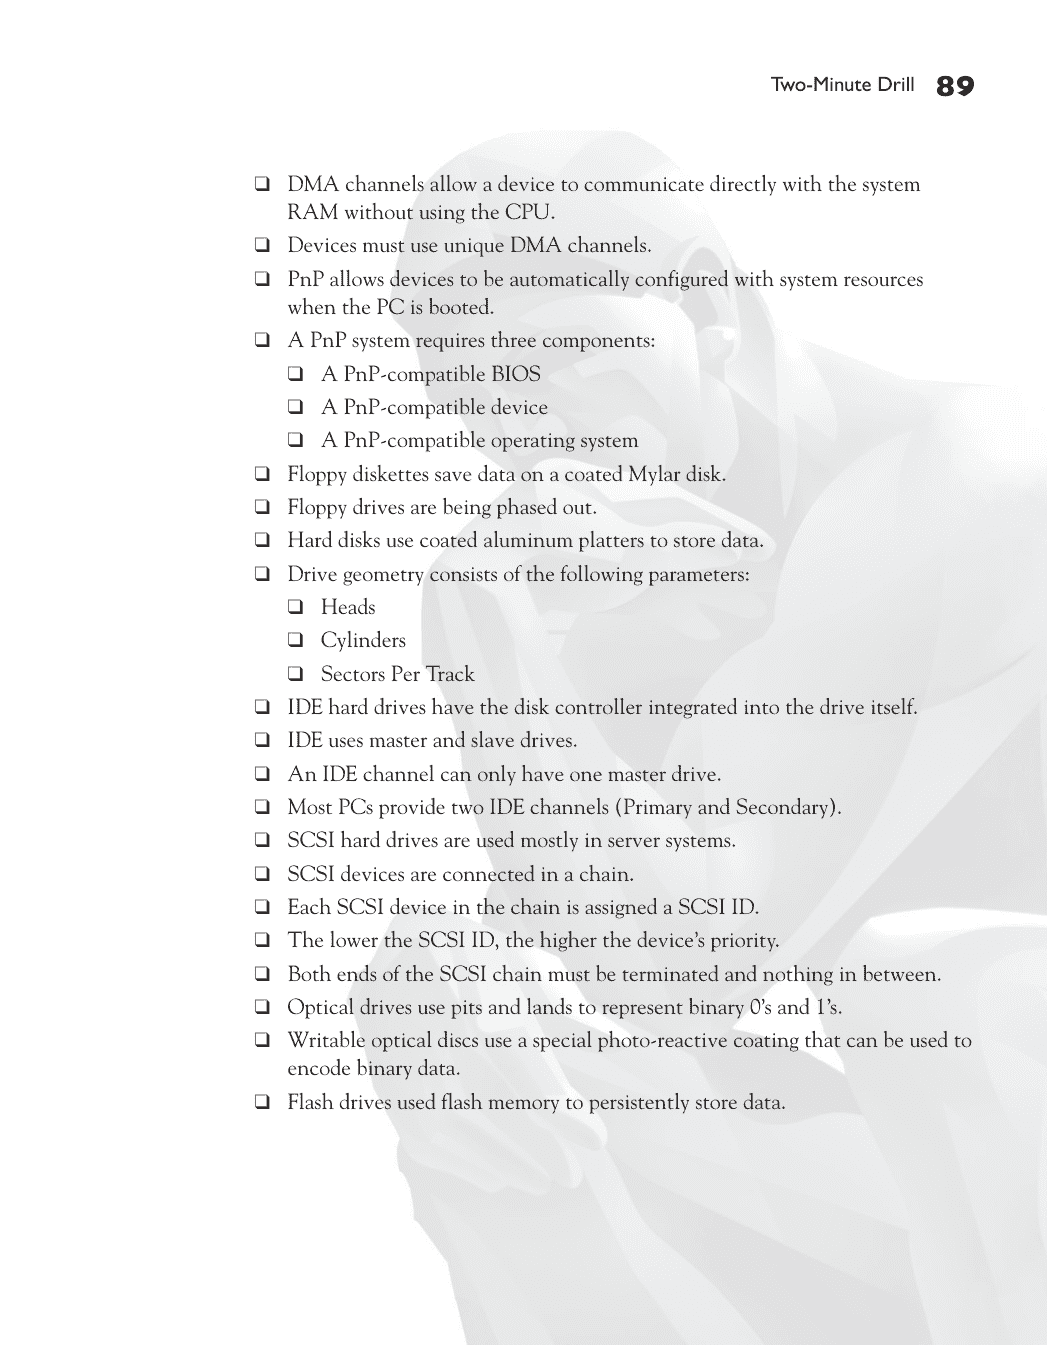 Two-Minute Drill 89
❑ DMA channels allow a device to communicate directly with the system
RAM without using the CPU.
❑ Devices must use unique DMA channels.
❑ PnP allows devices to be automatically configured with system resources
when the PC is booted.
❑ A PnP system requires three components:
❑ A PnP-compatible BIOS
❑ A PnP-compatible device
❑ A PnP-compatible operating system
❑ Floppy diskettes save data on a coated Mylar disk.
❑ Floppy drives are being phased out.
❑ Hard disks use coated aluminum platters to store data.
❑ Drive geometry consists of the following parameters:
❑ Heads
❑ Cylinders
❑ Sectors Per Track
❑ IDE hard drives have the disk controller integrated into the drive itself.
❑ IDE uses master and slave drives.
❑ An IDE channel can only have one master drive.
❑ Most PCs provide two IDE channels (Primary and Secondary).
❑ SCSI hard drives are used mostly in server systems.
❑ SCSI devices are connected in a chain.
❑ Each SCSI device in the chain is assigned a SCSI ID.
❑ The lower the SCSI ID, the higher the device’s priority.
❑ Both ends of the SCSI chain must be terminated and nothing in between.
❑ Optical drives use pits and lands to represent binary 0’s and 1’s.
❑ Writable optical discs use a special photo-reactive coating that can be used to
encode binary data.
❑ Flash drives used flash memory to persistently store data.